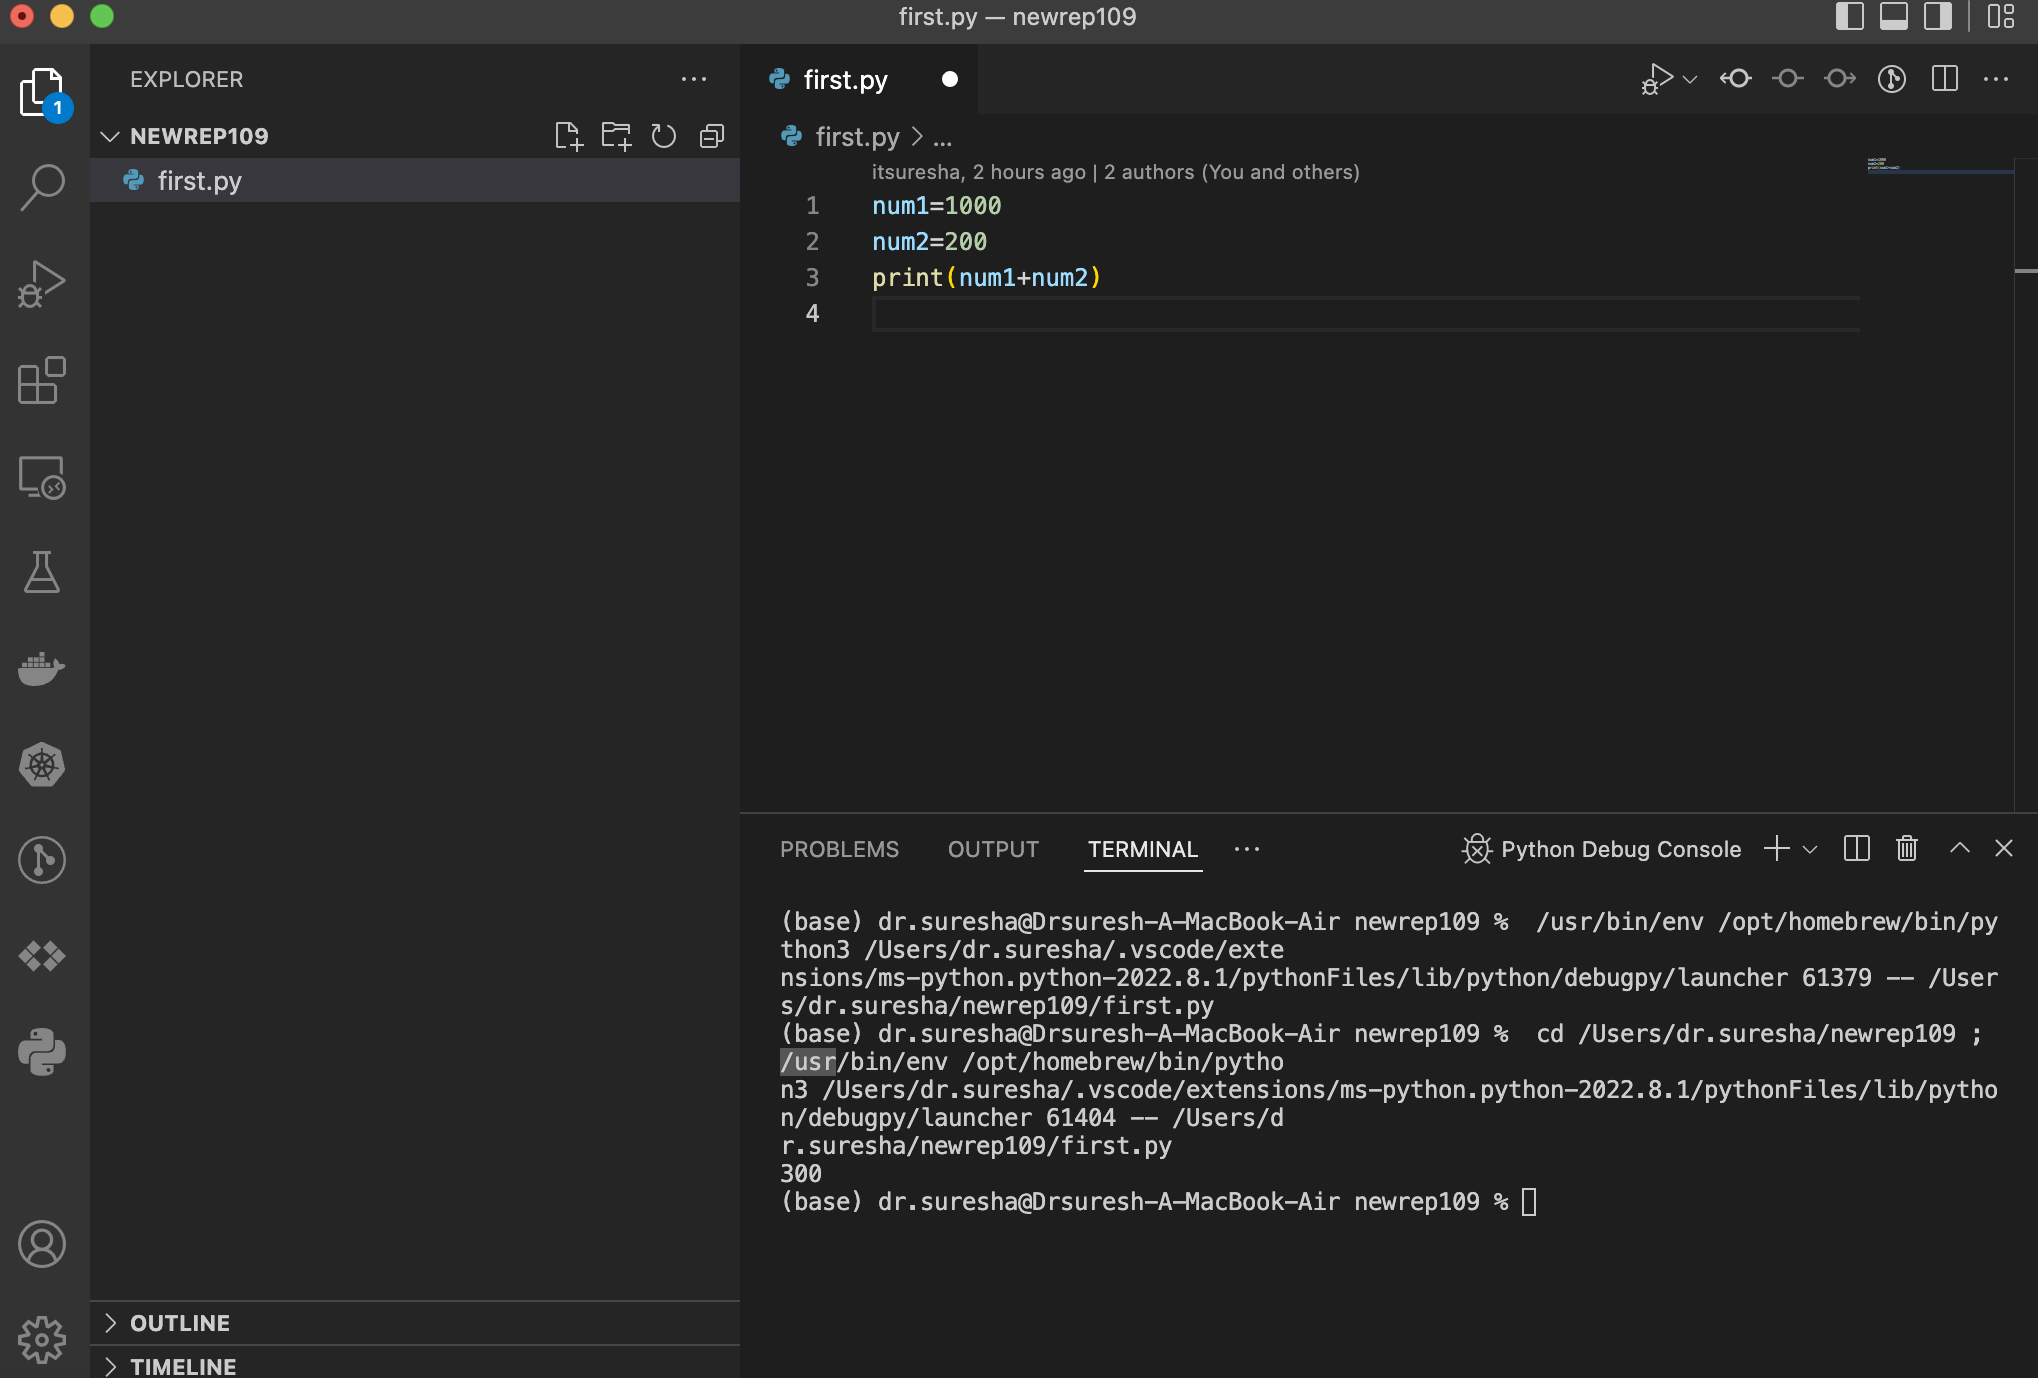 first.py — newrep109
1
EXPLORER
NEWREP109
first.py
OUTLINE
TIMELINE
first.py
first.py > ...
itsuresha, 2 hours ago | 2 authors (You and others)
1 num1=1000
2 num2=200
3 print(num1+num2)
4
PROBLEMS OUTPUT TERMINAL ··· Python Debug Console
(base) dr.suresha@Drsuresh-A-MacBook-Air newrep109 %  /usr/bin/env /opt/homebrew/bin/py
thon3 /Users/dr.suresha/.vscode/exte
nsions/ms-python.python-2022.8.1/pythonFiles/lib/python/debugpy/launcher 61379 -- /User
s/dr.suresha/newrep109/first.py
(base) dr.suresha@Drsuresh-A-MacBook-Air newrep109 %  cd /Users/dr.suresha/newrep109 ;
/usr/bin/env /opt/homebrew/bin/pytho
n3 /Users/dr.suresha/.vscode/extensions/ms-python.python-2022.8.1/pythonFiles/lib/pytho
n/debugpy/launcher 61404 -- /Users/d
r.suresha/newrep109/first.py
300
(base) dr.suresha@Drsuresh-A-MacBook-Air newrep109 %